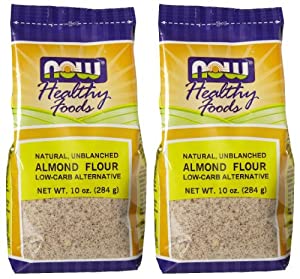 NOW
Healthy
Foods
NATURAL, UNBLANCHED
ALMOND FLOUR
LOW-CARB ALTERNATIVE
NET WT. 10 oz. (284 g)
NOW
Healthy
Foods
NATURAL, UNBLANCHED
ALMOND FLOUR
LOW-CARB ALTERNATIVE
NET WT. 10 oz. (284 g)